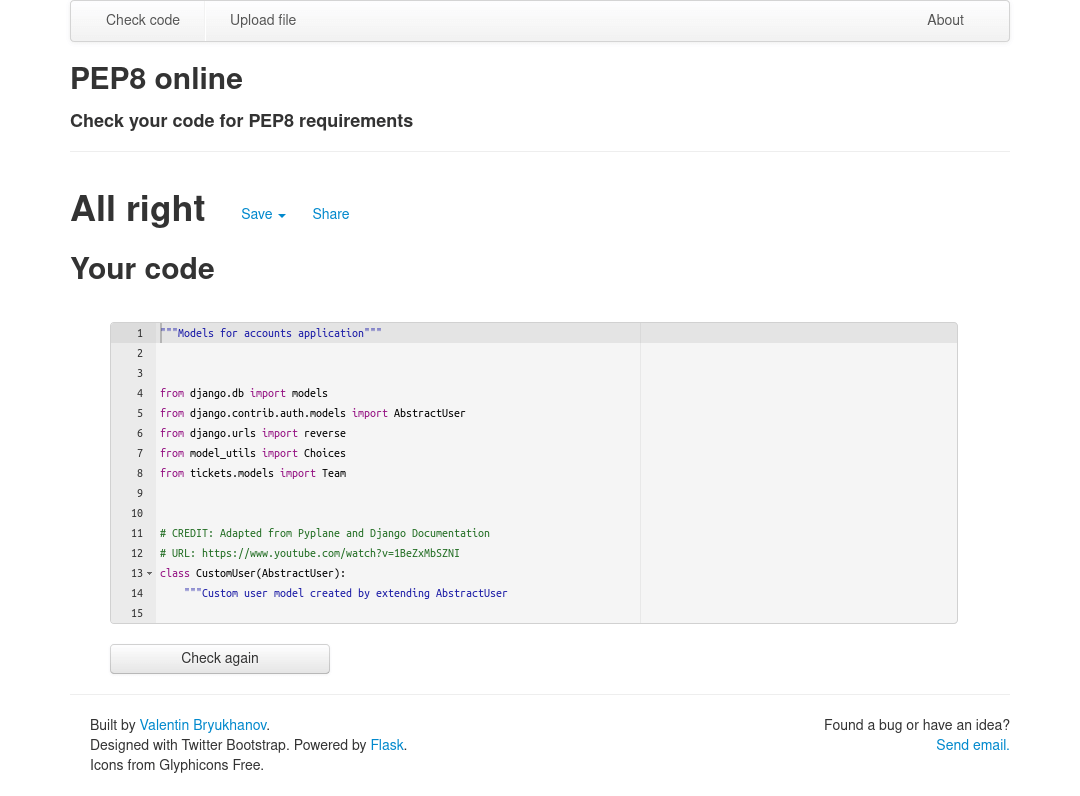 Check code Upload file About
PEP8 online
Check your code for PEP8 requirements
All right Save Share
Your code
1 """Models for accounts application"""
2
3
4 from django.db import models
5 from django.contrib.auth.models import AbstractUser
6 from django.urls import reverse
7 from model_utils import Choices
8 from tickets.models import Team
9
10
11 # CREDIT: Adapted from Pyplane and Django Documentation
12 # URL: https://www.youtube.com/watch?v=1BeZxMbSZNI
13 class CustomUser(AbstractUser):
14     """Custom user model created by extending AbstractUser
15
Check again
Built by Valentin Bryukhanov. Found a bug or have an idea?
Designed with Twitter Bootstrap. Powered by Flask. Send email.
Icons from Glyphicons Free.